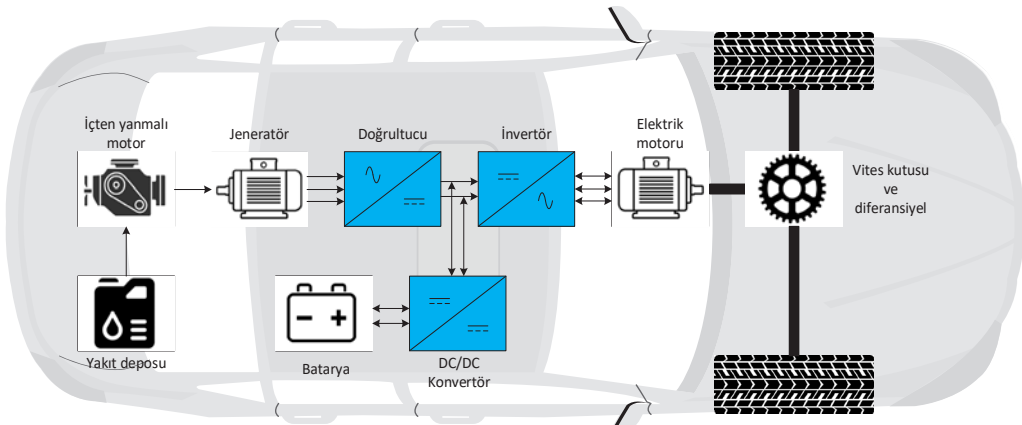 İçten yanmalı
motor
Jeneratör
Doğrultucu
İnvertör
Elektrik
motoru
Vites kutusu
ve
diferansiyel
Yakıt deposu
Batarya
DC/DC
Konvertör